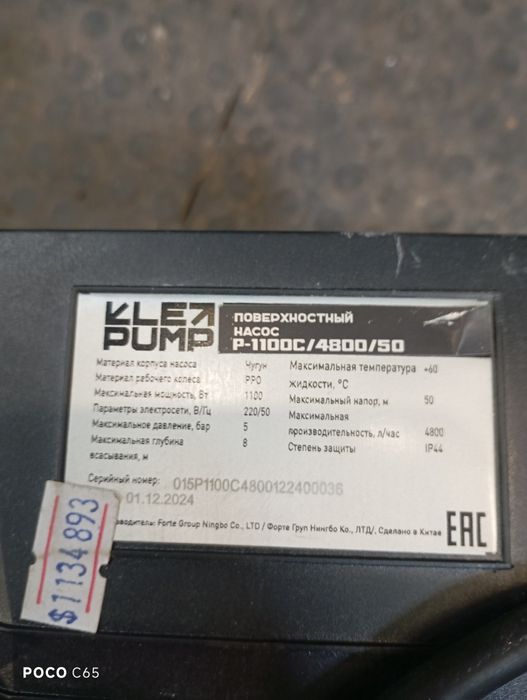 KLET
PUMP
ПОВЕРХНОСТНЫЙ
НАСОС
P-1100C/4800/50
Материал корпуса насоса Чугун
Материал рабочего колеса PPO
Максимальная мощность, Вт 1100
Параметры электросети, В/Гц 220/50
Максимальное давление, бар 5
Максимальная глубина 8
всасывания, м
Максимальная температура +60
жидкости, °C
Максимальный напор, м 50
Максимальная
производительность, л/час 4800
Степень защиты IP44
Серийный номер: 015P1100C4800122400036
01.12.2024
Forte Group Ningbo Co., LTD / Форте Груп Нингбо Ко., ЛТД/, Сделано в Китае
EAC
$1134893
POCO C65